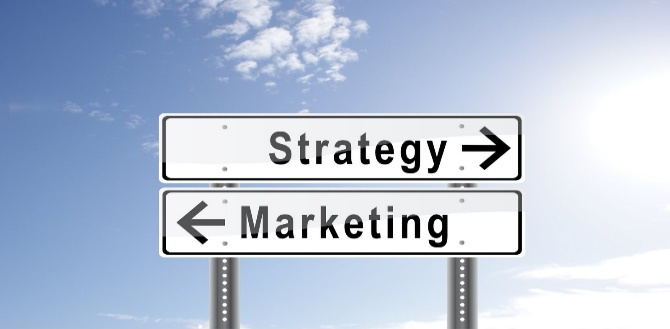 Strategy →
← Marketing